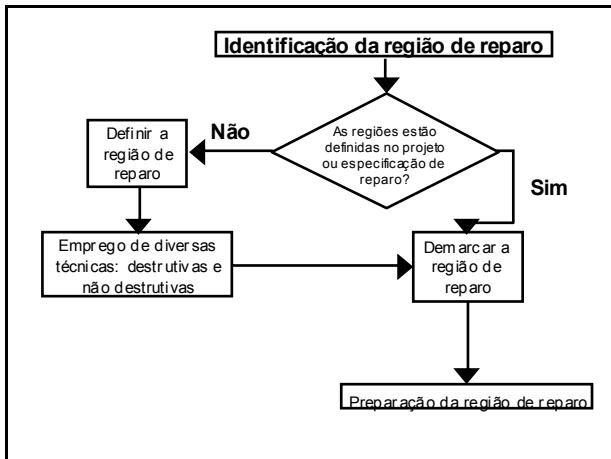 Identificação da região de reparo
As regiões estão
definidas no projeto
ou especificação de
reparo?
Não
Sim
Definir a
região de
reparo
Emprego de diversas
técnicas: destrutivas e
não destrutivas
Demarcar a
região de
reparo
Preparação da região de reparo